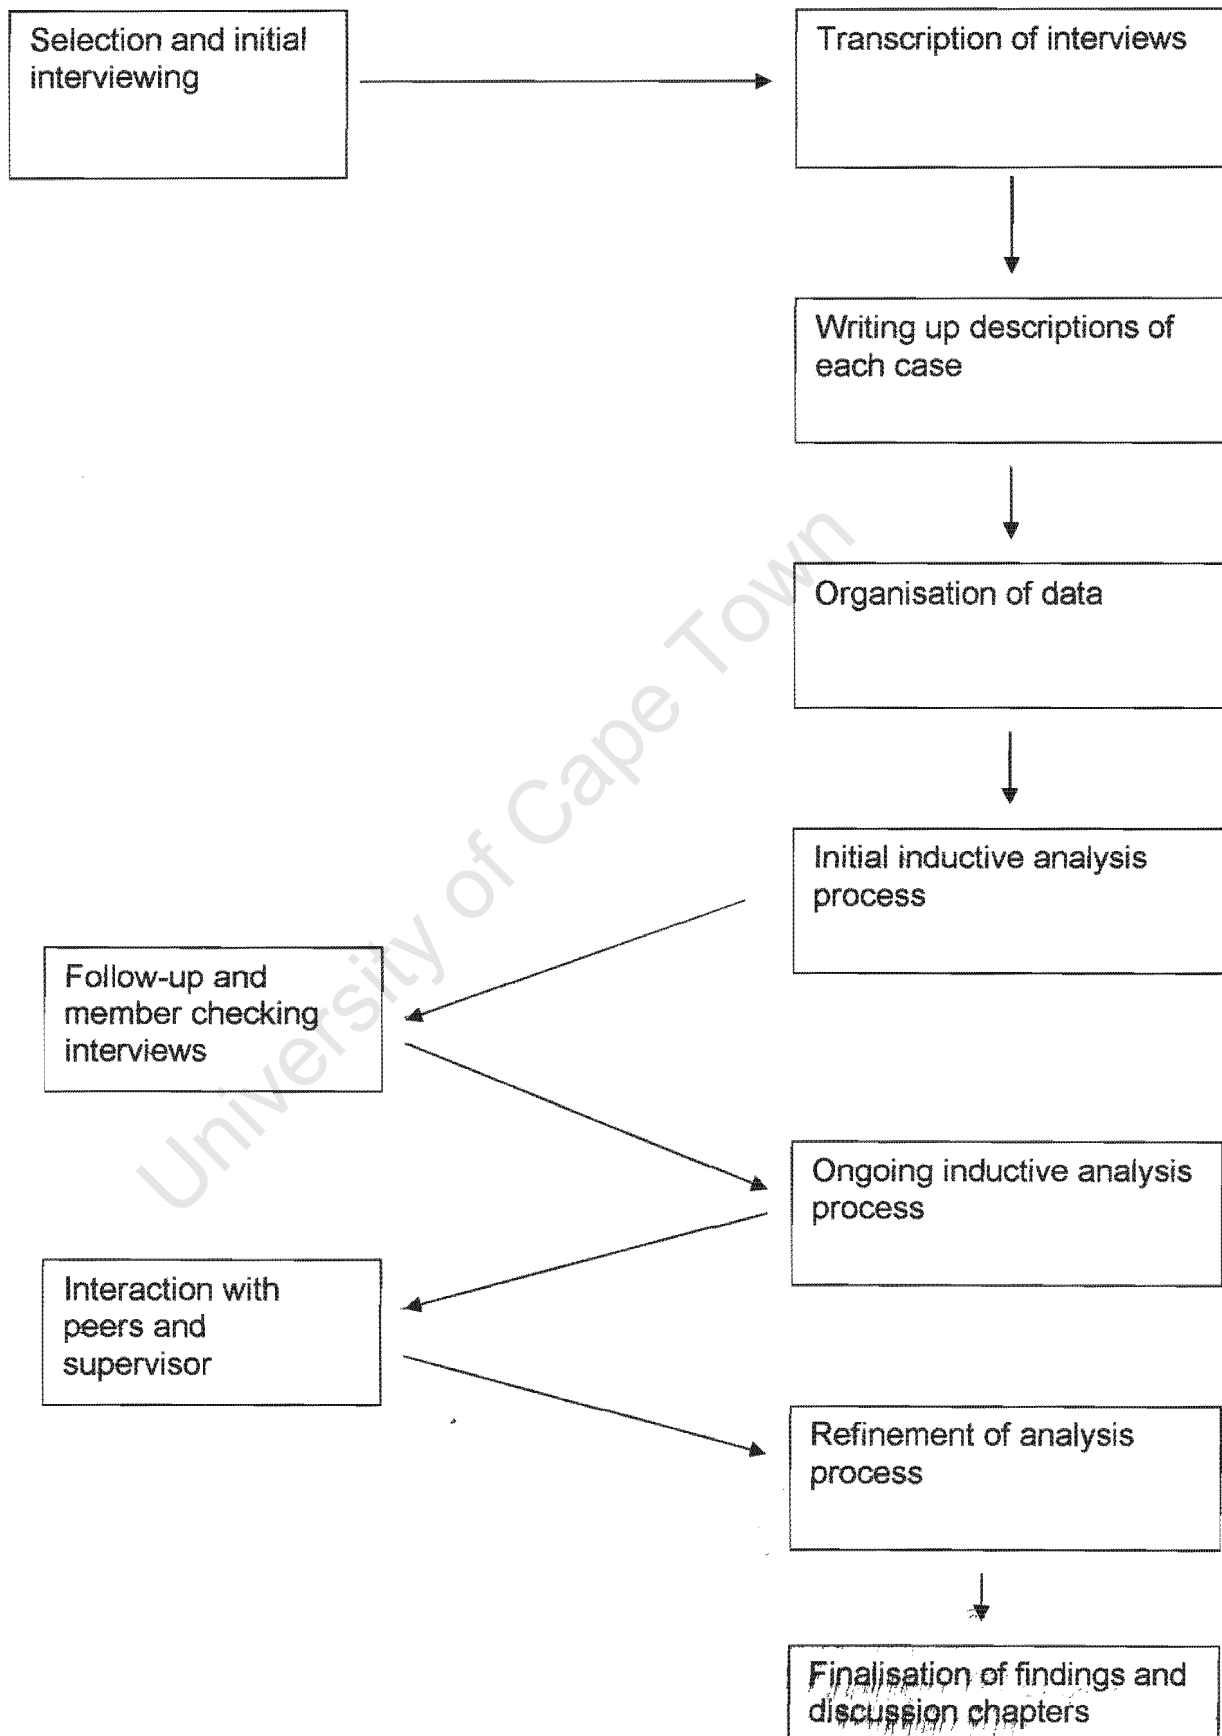 Selection and initial
interviewing
Transcription of interviews
Writing up descriptions of
each case
Organisation of data
Initial inductive analysis
process
Follow-up and
member checking
interviews
Ongoing inductive analysis
process
Interaction with
peers and
supervisor
Refinement of analysis
process
Finalisation of findings and
discussion chapters
University of Cape Town